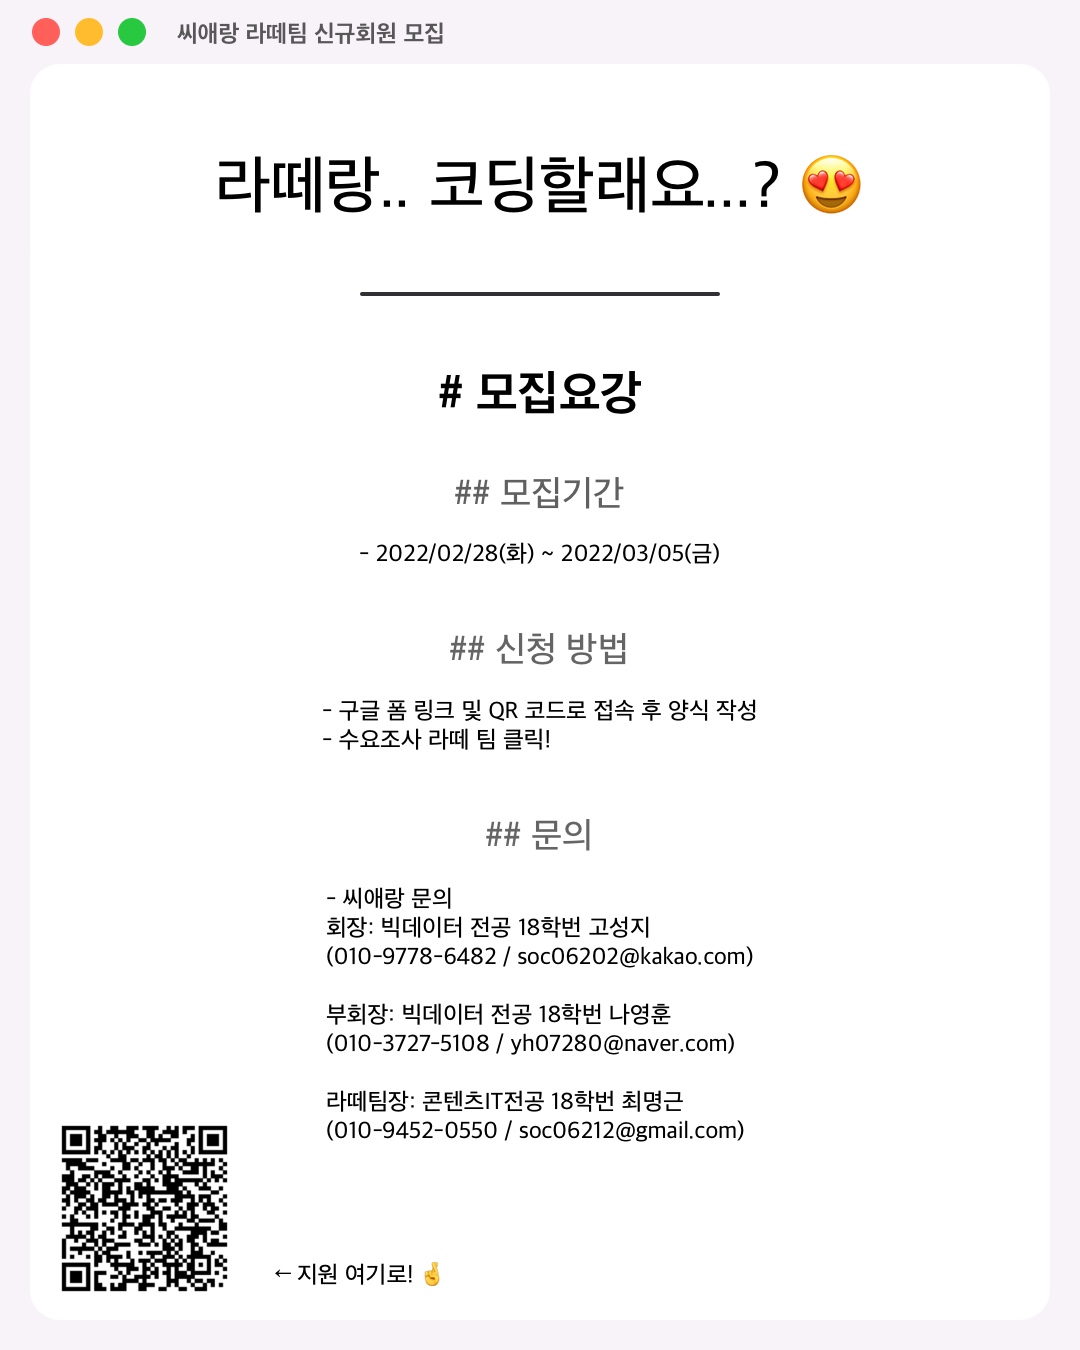 씨애랑 라떼팀 신규회원 모집
라떼랑.. 코딩할래요...? 😍
# 모집요강
## 모집기간
- 2022/02/28(화) ~ 2022/03/05(금)
## 신청 방법
- 구글 폼 링크 및 QR 코드로 접속 후 양식 작성
- 수요조사 라떼 팀 클릭!
## 문의
- 씨애랑 문의
회장: 빅데이터 전공 18학번 고성지
(010-9778-6482 / soc06202@kakao.com)
부회장: 빅데이터 전공 18학번 나영훈
(010-3727-5108 / yh07280@naver.com)
라떼팀장: 콘텐츠IT전공 18학번 최명근
(010-9452-0550 / soc06212@gmail.com)
← 지원 여기로! 🤞